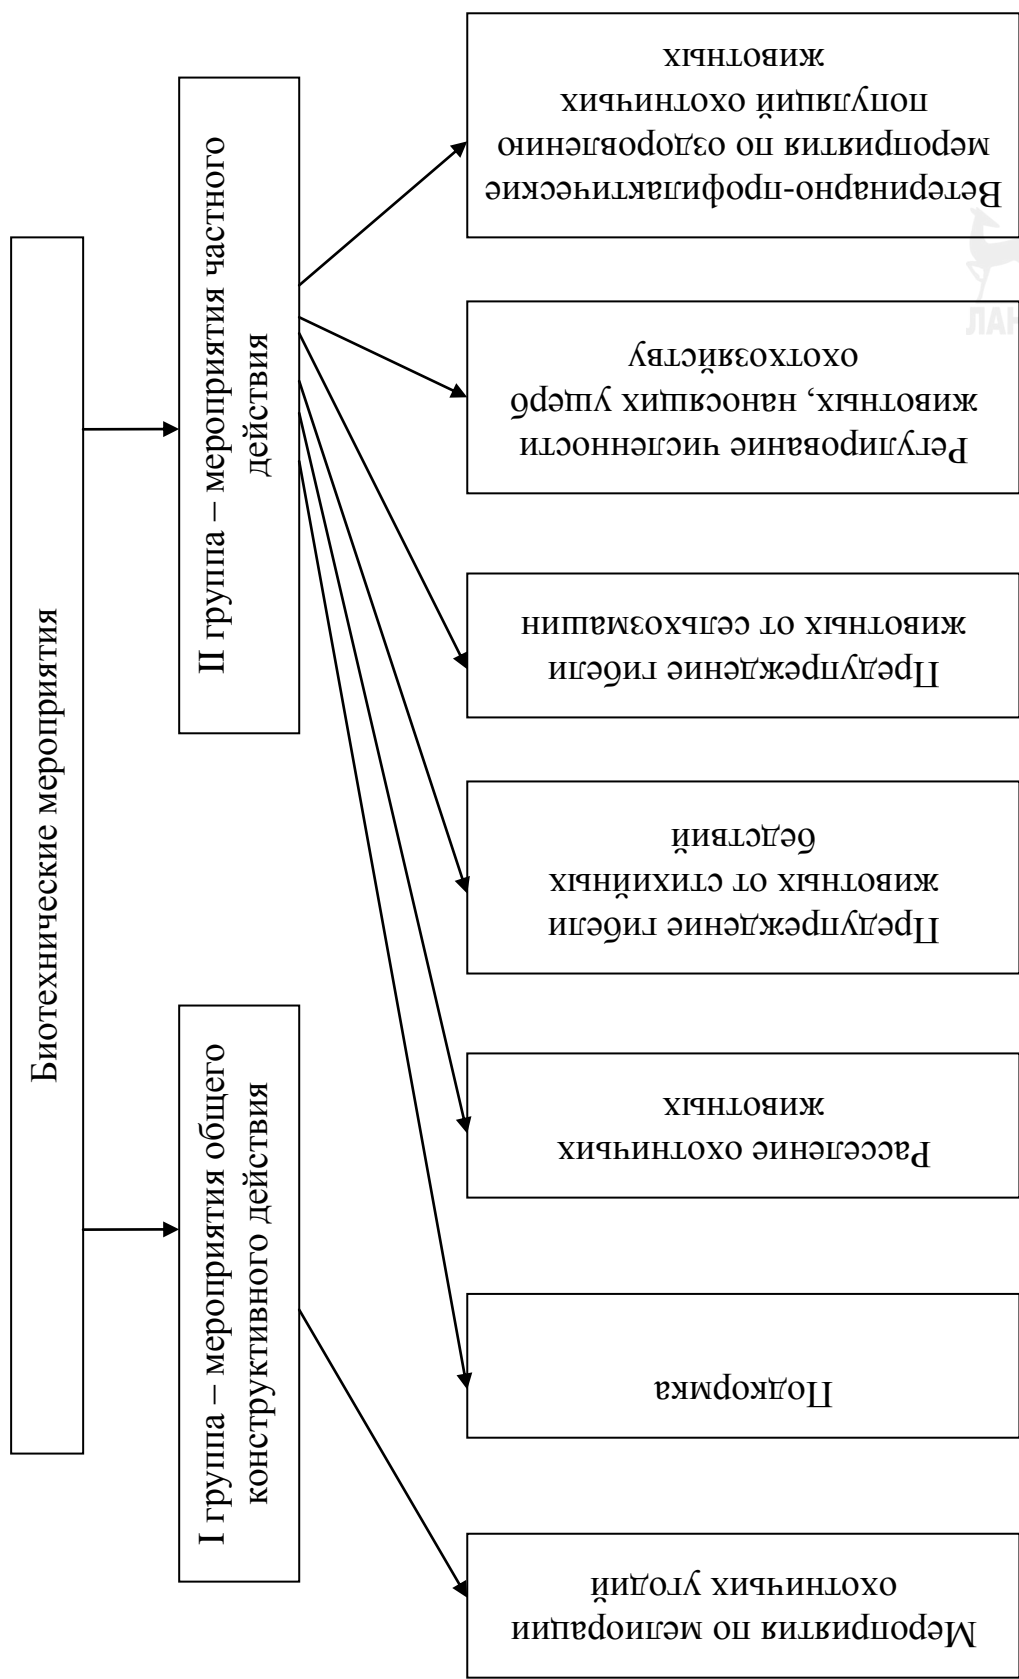 Биотехнические мероприятия
I группа – мероприятия общего
конструктивного действия
II группа – мероприятия частного
действия
Мероприятия по мелиорации
охотничьих угодий
Подкормка
Расселение охотничьих
животных
Предупреждение гибели
животных от стихийных
бедствий
Предупреждение гибели
животных от сельхозмашин
Регулирование численности
животных, наносящих ущерб
охотхозяйству
Ветеринарно-профилактические
мероприятия по оздоровлению
популяций охотничьих
животных
ЛАН